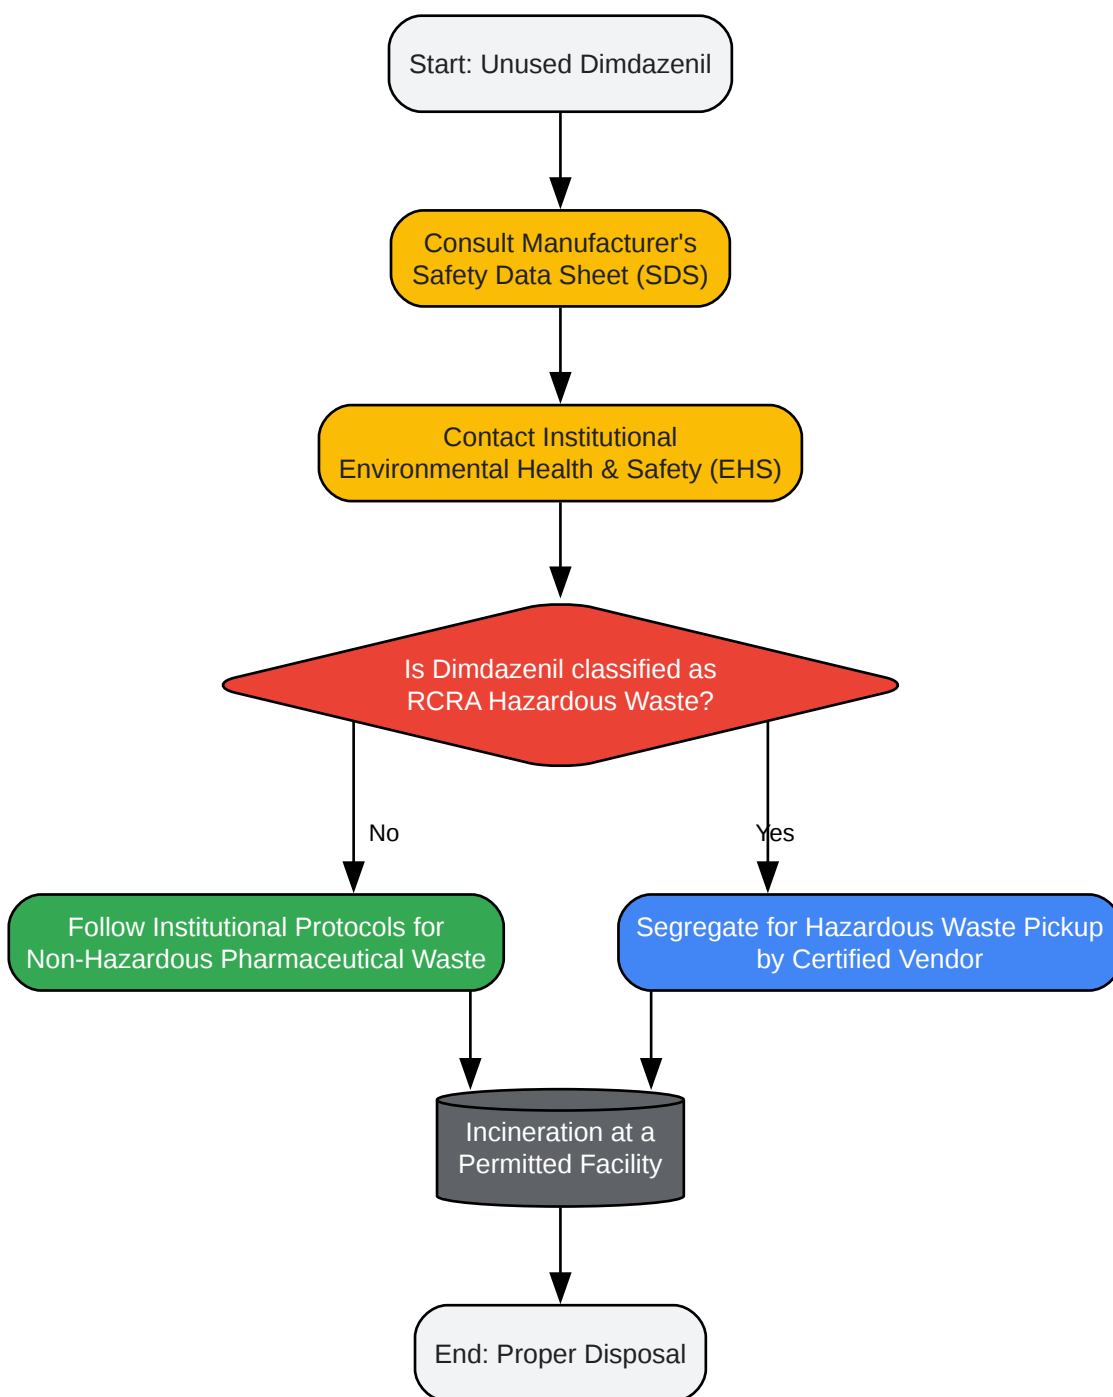 Start: Unused Dimdazenil
Consult Manufacturer's
Safety Data Sheet (SDS)
Contact Institutional
Environmental Health & Safety (EHS)
Is Dimdazenil classified as
RCRA Hazardous Waste?
No
Yes
Follow Institutional Protocols for
Non-Hazardous Pharmaceutical Waste
Segregate for Hazardous Waste Pickup
by Certified Vendor
Incineration at a
Permitted Facility
End: Proper Disposal